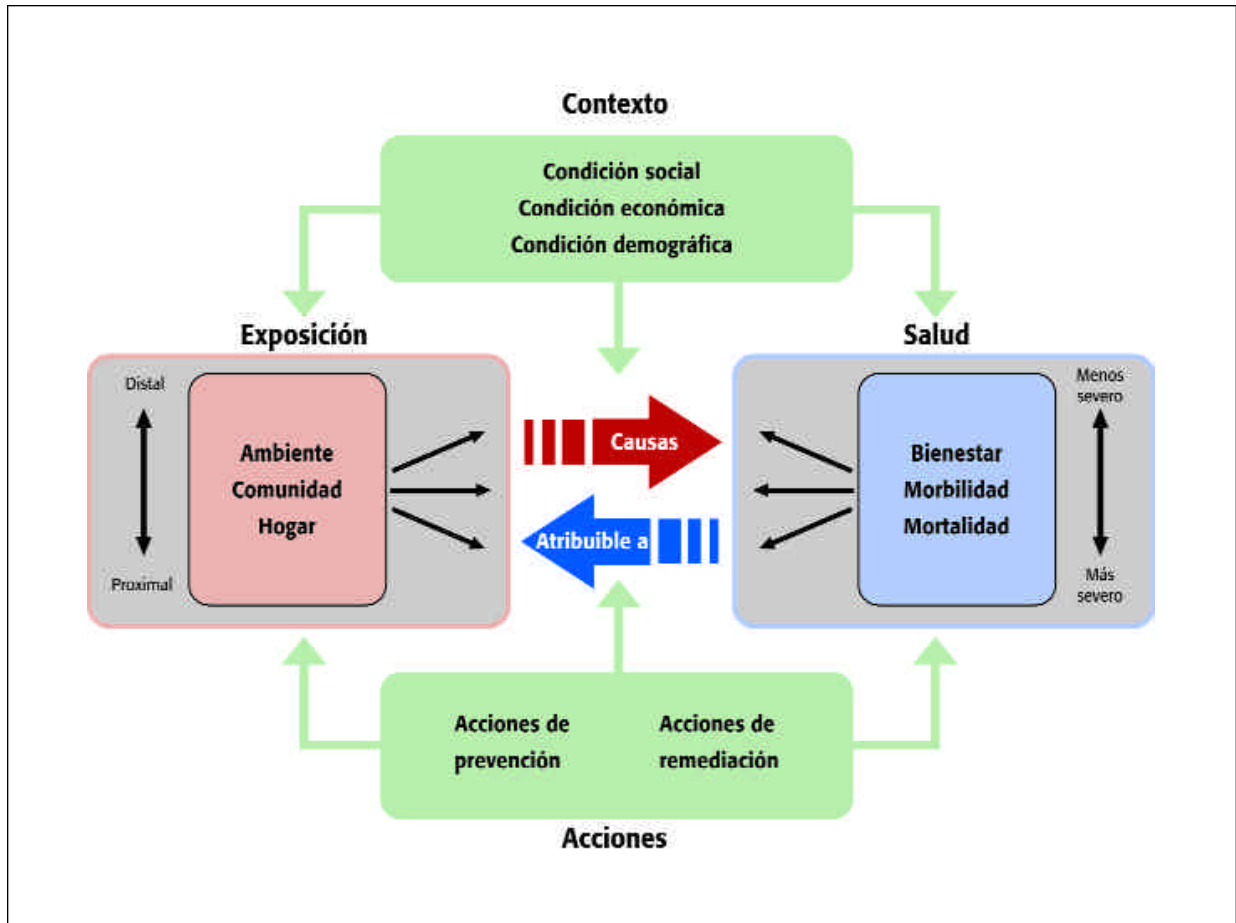 Contexto
Condición social
Condición económica
Condición demográfica
Exposición
Distal
Proximal
Ambiente
Comunidad
Hogar
Causas
Atribuible a
Salud
Bienestar
Morbilidad
Mortalidad
Menos
severo
Más
severo
Acciones de
prevención
Acciones de
remediación
Acciones